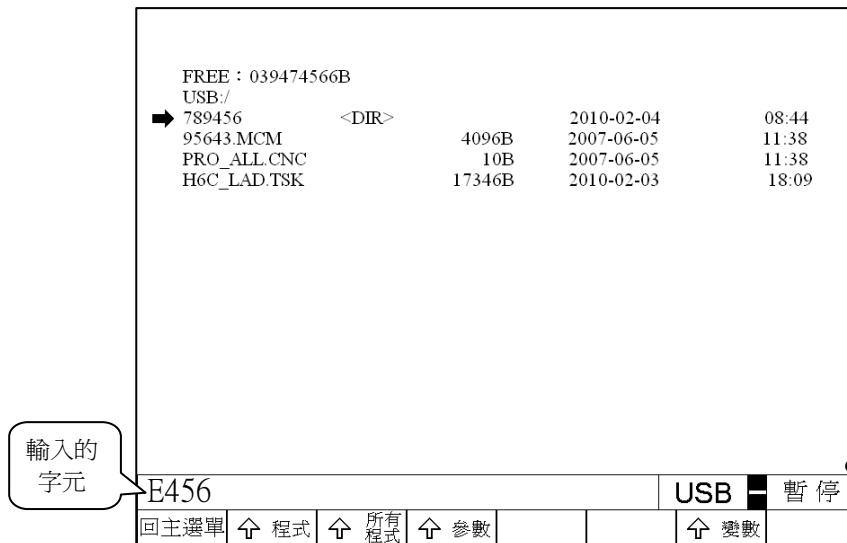 FREE：039474566B
USB:/
789456 <DIR> 2010-02-04 08:44
95643.MCM 4096B 2007-06-05 11:38
PRO_ALL.CNC 10B 2007-06-05 11:38
H6C_LAD.TSK 17346B 2010-02-03 18:09
輸入的
字元
E456 USB 暫停
回主選單 程式 所有程式 參數 變數